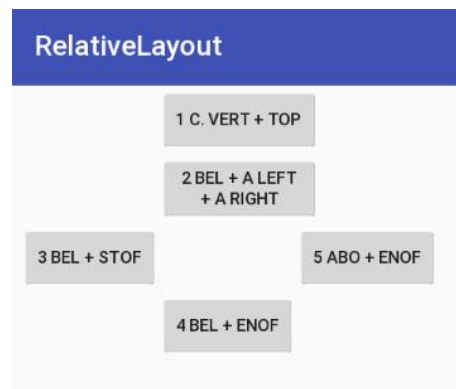 RelativeLayout
1 C. VERT + TOP
2 BEL + A LEFT
+ A RIGHT
3 BEL + STOF
5 ABO + ENOF
4 BEL + ENOF